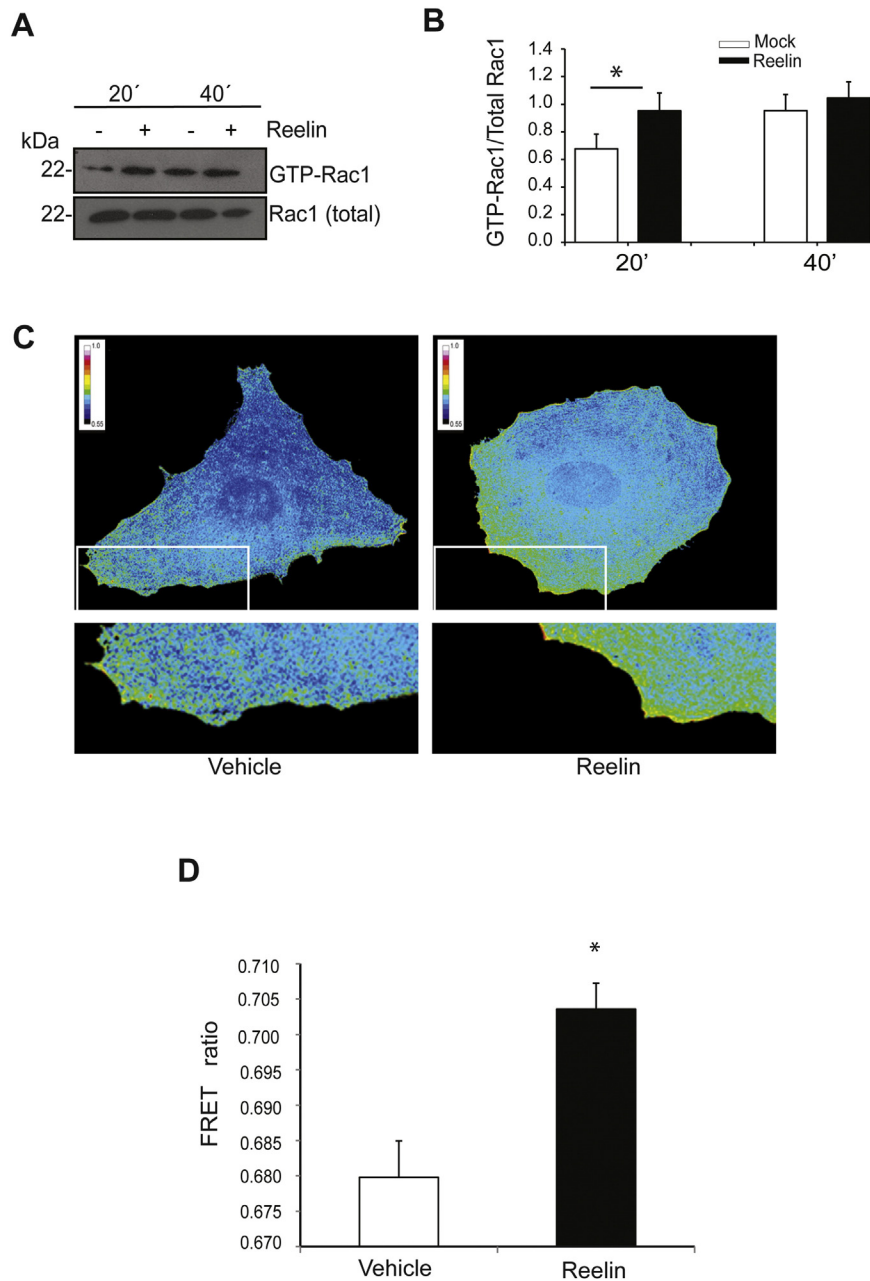 A
20´ 40´
- + - + Reelin
kDa
22- GTP-Rac1
22- Rac1 (total)
B
Mock
Reelin
*
GTP-Rac1/Total Rac1
1.4
1.2
1.0
0.8
0.6
0.4
0.2
0.0
20’ 40’
C
1.0
0.55
1.0
0.55
Vehicle Reelin
D
*
FRET ratio
0.710
0.705
0.700
0.695
0.690
0.685
0.680
0.675
0.670
Vehicle Reelin